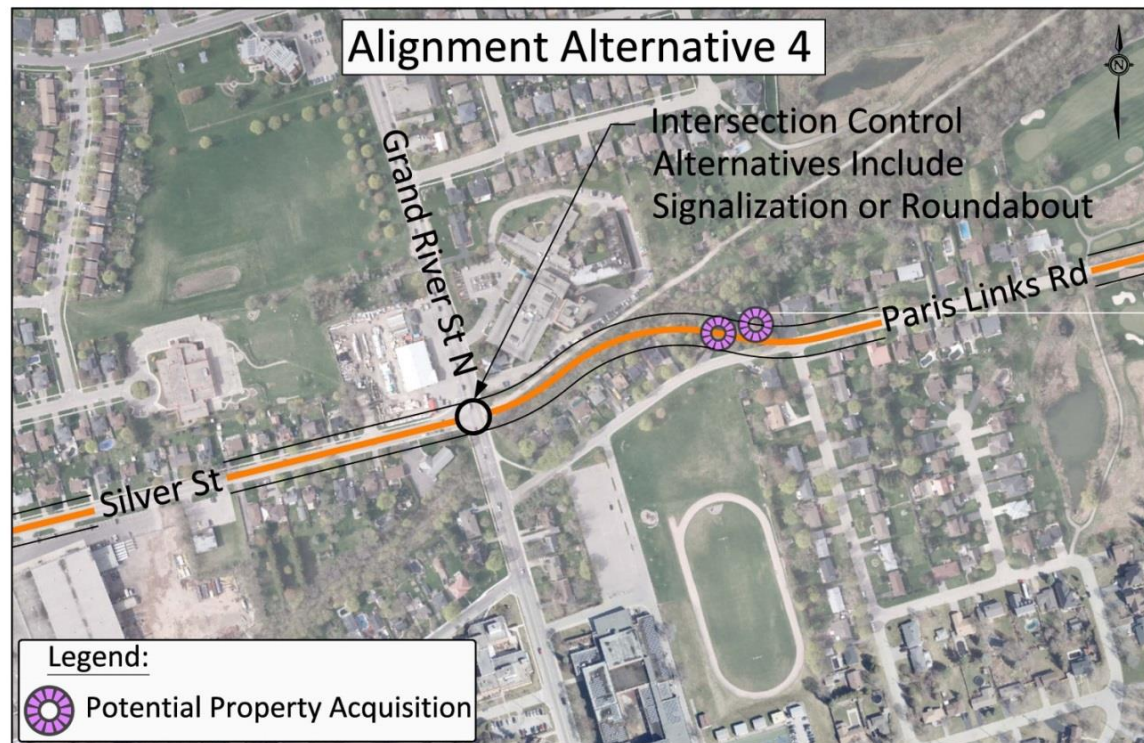 Alignment Alternative 4
N
Intersection Control
Alternatives Include
Signalization or Roundabout
Grand River St N
Paris Links Rd
Silver St
Legend:
Potential Property Acquisition